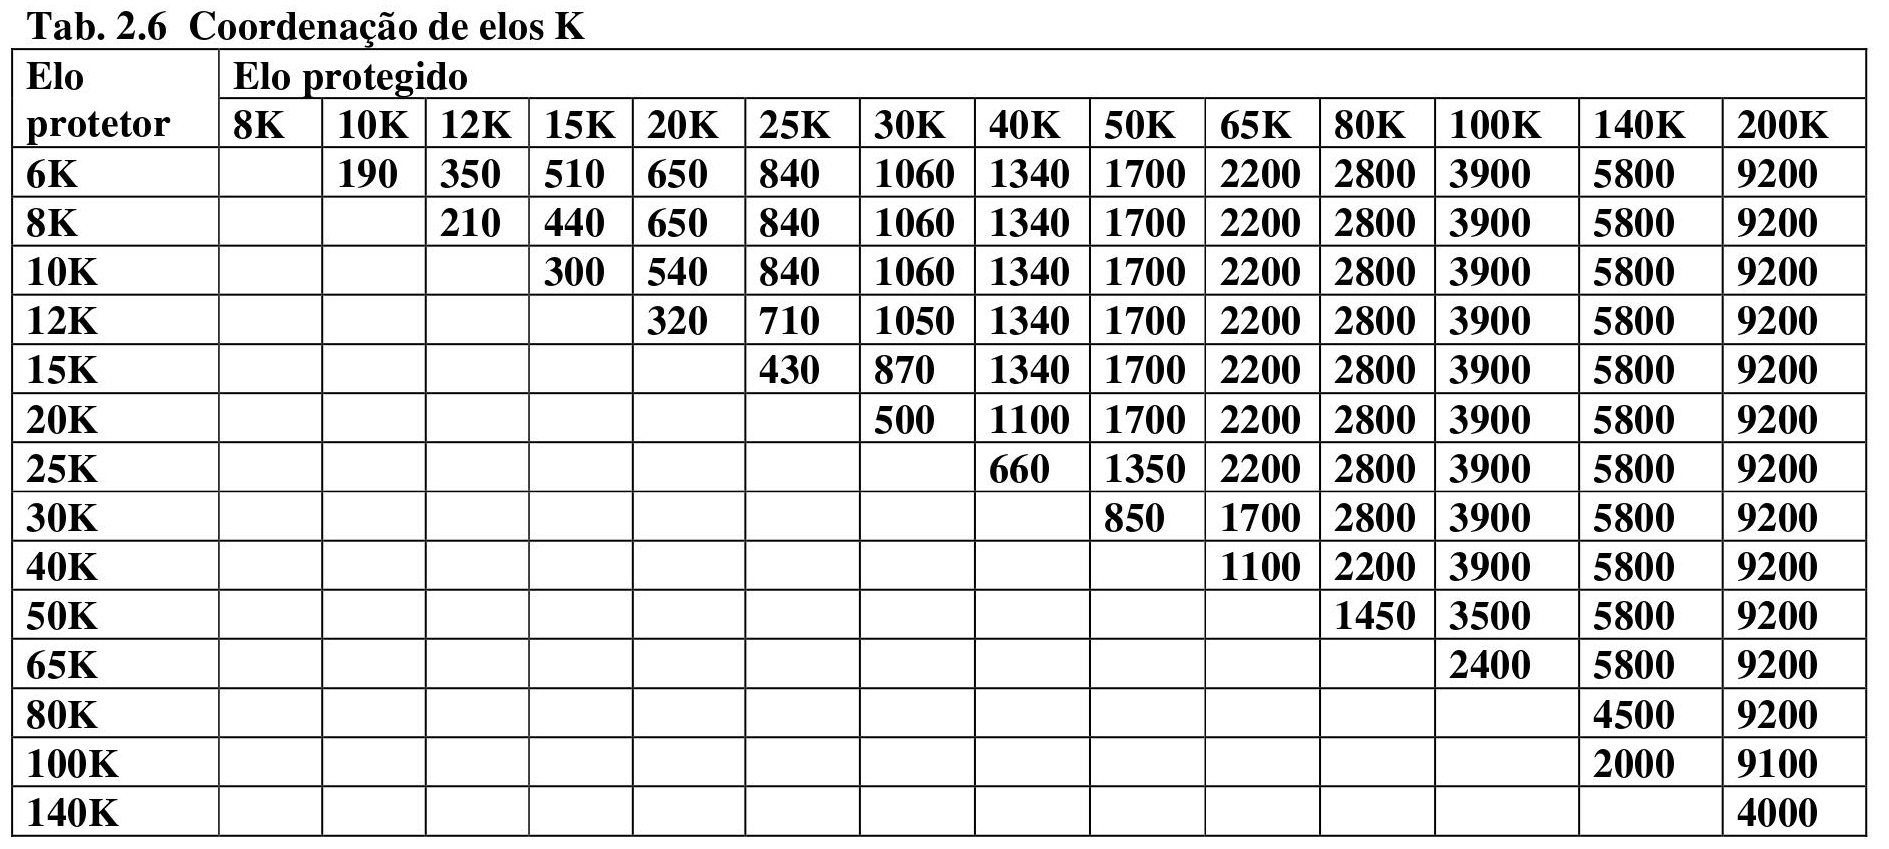 Tab. 2.6 Coordenação de elos K
Elo protetor Elo protegido
8K 10K 12K 15K 20K 25K 30K 40K 50K 65K 80K 100K 140K 200K
6K 190 350 510 650 840 1060 1340 1700 2200 2800 3900 5800 9200
8K 210 440 650 840 1060 1340 1700 2200 2800 3900 5800 9200
10K 300 540 840 1060 1340 1700 2200 2800 3900 5800 9200
12K 320 710 1050 1340 1700 2200 2800 3900 5800 9200
15K 430 870 1340 1700 2200 2800 3900 5800 9200
20K 500 1100 1700 2200 2800 3900 5800 9200
25K 660 1350 2200 2800 3900 5800 9200
30K 850 1700 2800 3900 5800 9200
40K 1100 2200 3900 5800 9200
50K 1450 3500 5800 9200
65K 2400 5800 9200
80K 4500 9200
100K 2000 9100
140K 4000